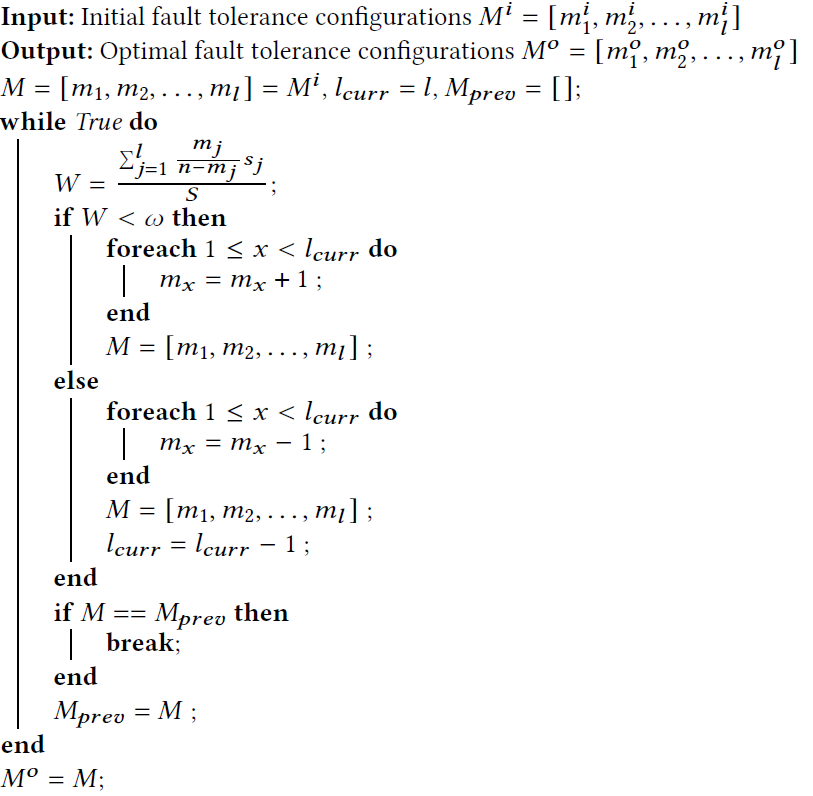 Input: Initial fault tolerance configurations $M^i = [m_1^i, m_2^i, \ldots, m_l^i]$
Output: Optimal fault tolerance configurations $M^o = [m_1^o, m_2^o, \ldots, m_l^o]$
$M = [m_1, m_2, \ldots, m_l] = M^i, l_{curr} = l, M_{prev} = [];$
while True do
$W = \frac{\sum_{j=1}^{l} \frac{m_j}{n-m_j} s_j}{S};$
if $W < \omega$ then
foreach $1 \leq x < l_{curr}$ do
$m_x = m_x + 1;$
end
$M = [m_1, m_2, \ldots, m_l];$
else
foreach $1 \leq x < l_{curr}$ do
$m_x = m_x - 1;$
end
$M = [m_1, m_2, \ldots, m_l];$
$l_{curr} = l_{curr} - 1;$
end
if $M == M_{prev}$ then
break;
end
$M_{prev} = M;$
end
$M^o = M;$